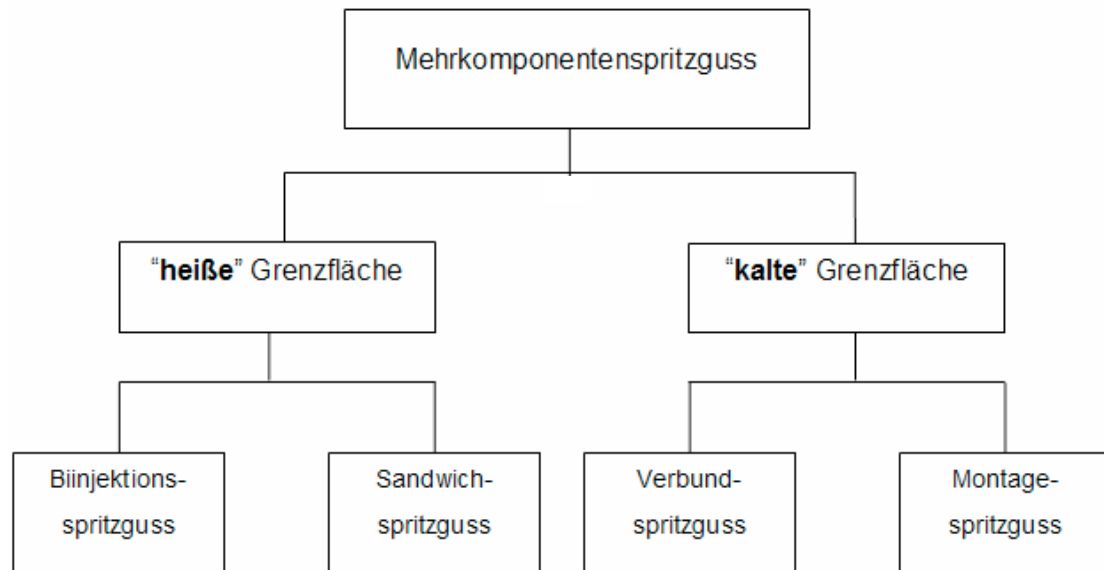 Mehrkomponentenspritzguss
“heiße” Grenzfläche
“kalte” Grenzfläche
Biinjektions-
spritzguss
Sandwich-
spritzguss
Verbund-
spritzguss
Montage-
spritzguss